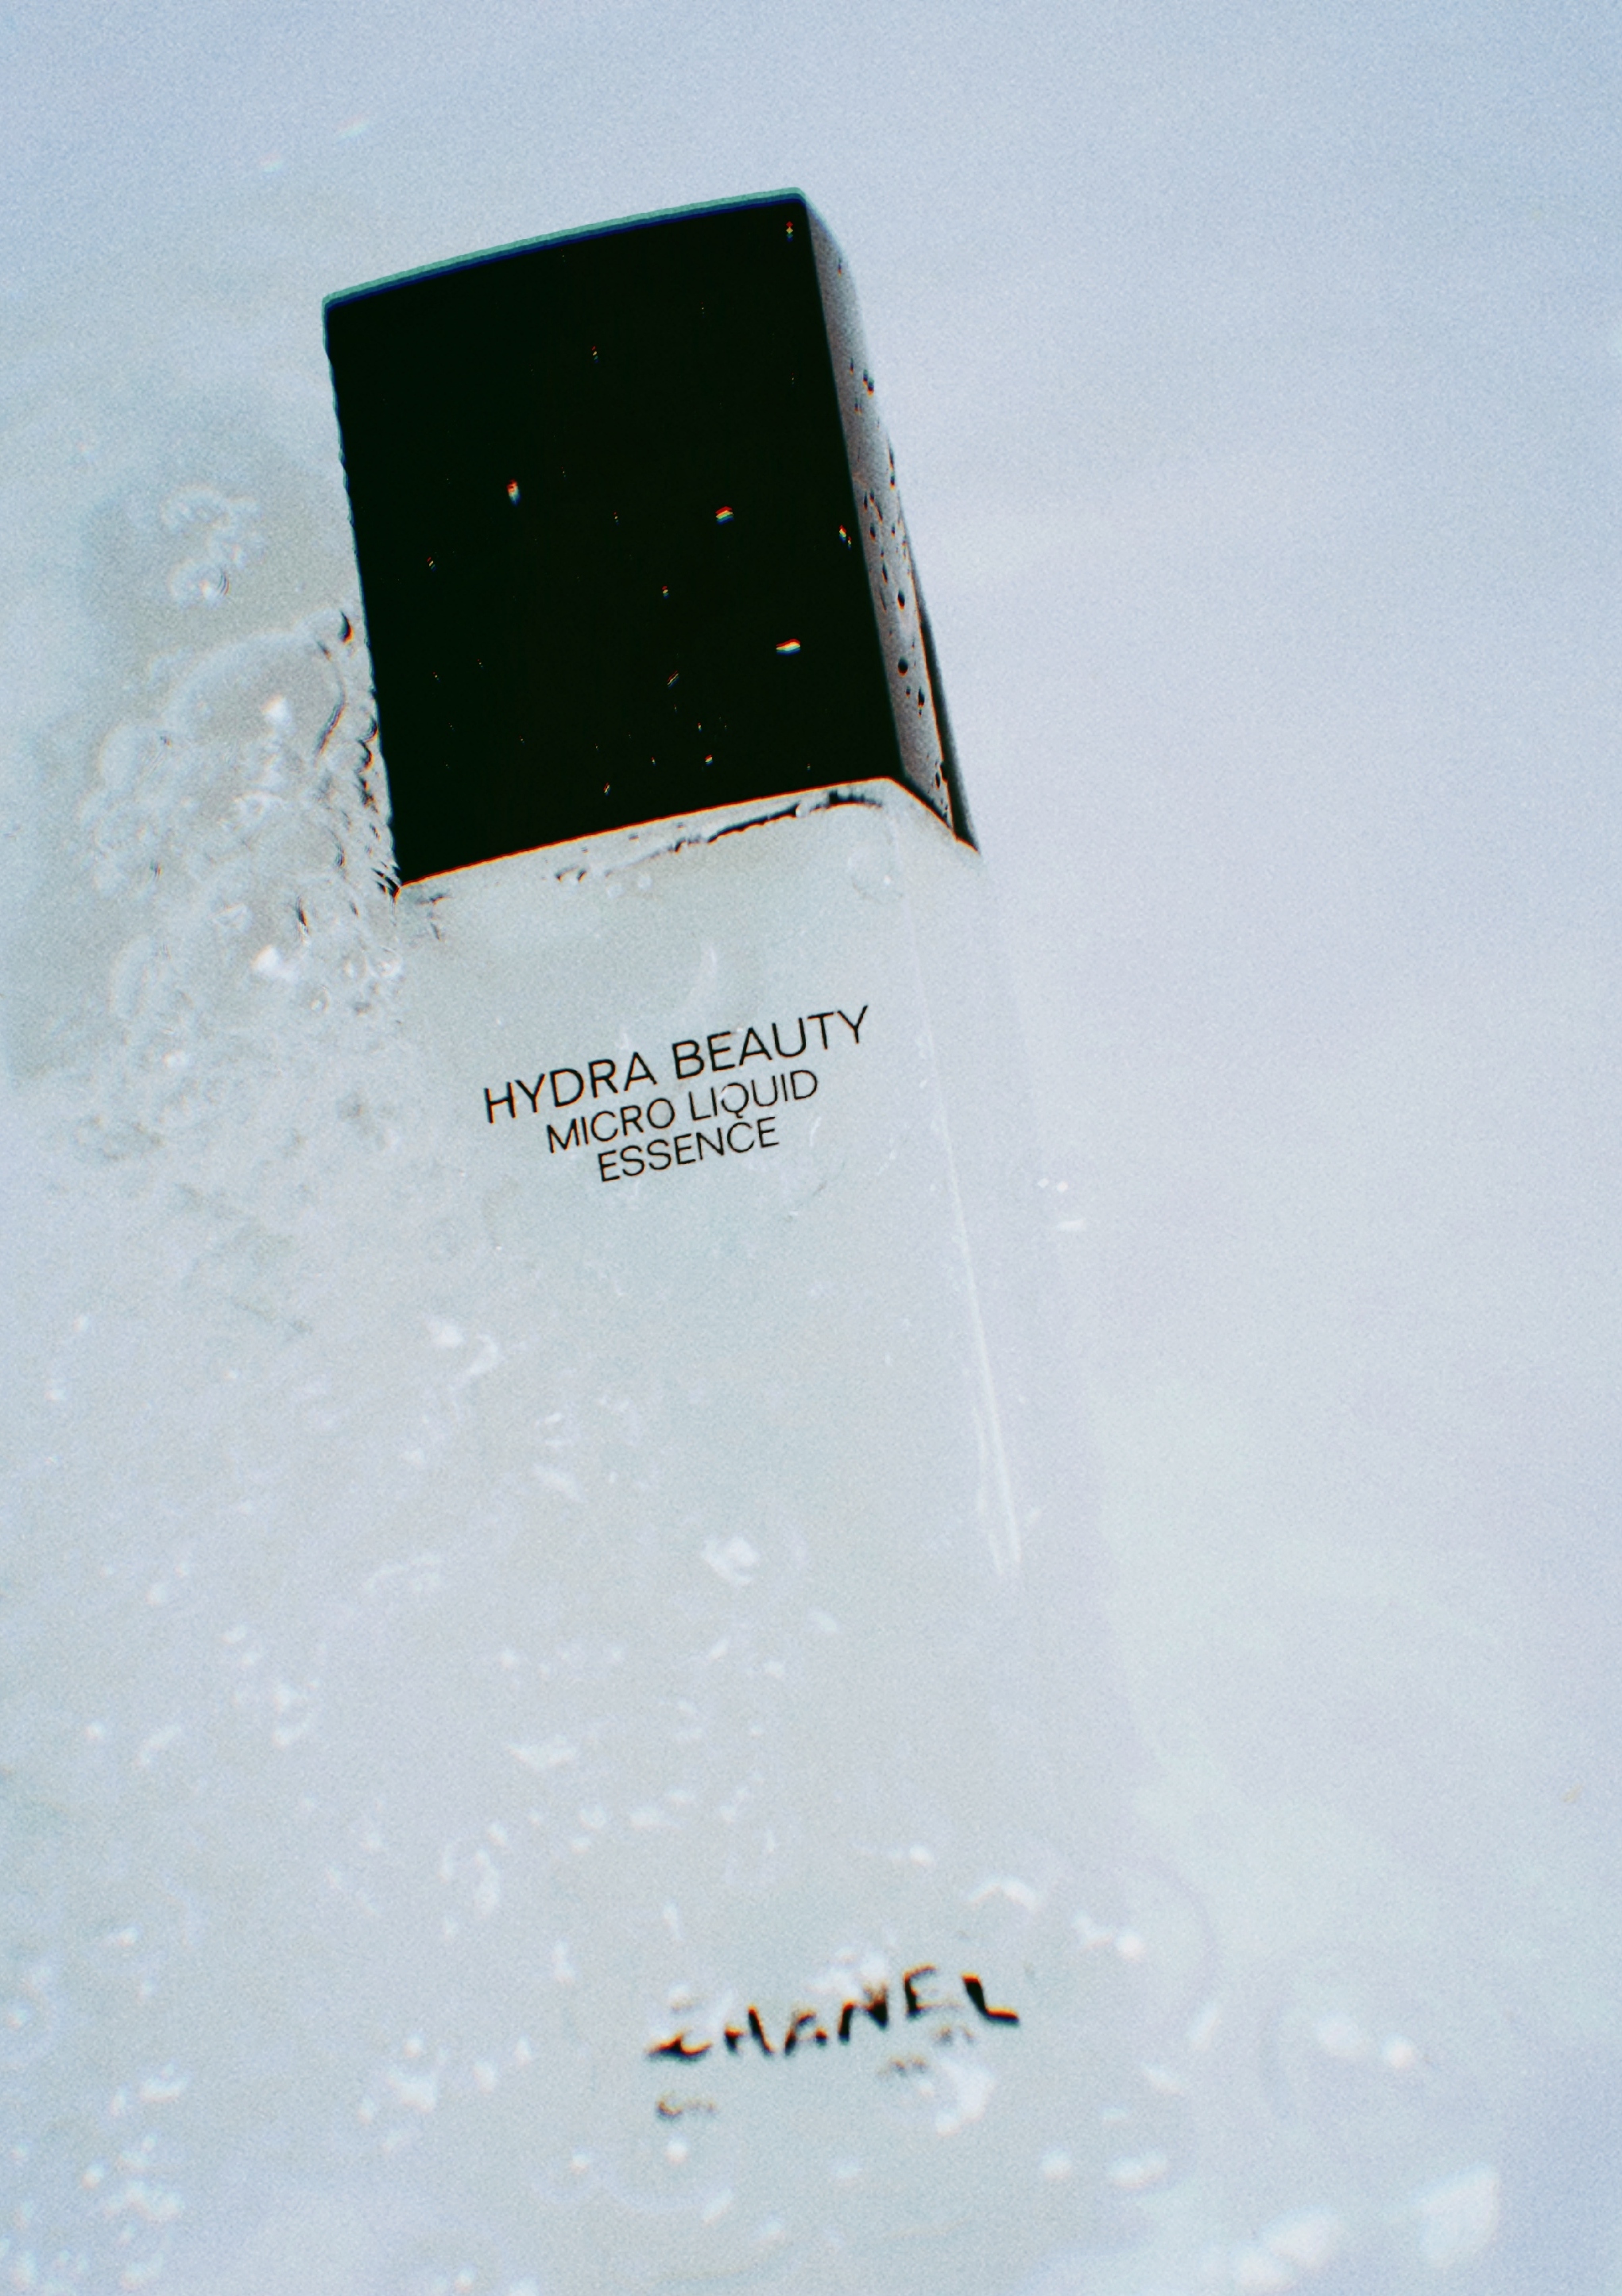 HYDRA BEAUTY
MICRO LIQUID
ESSENCE
CHANEL